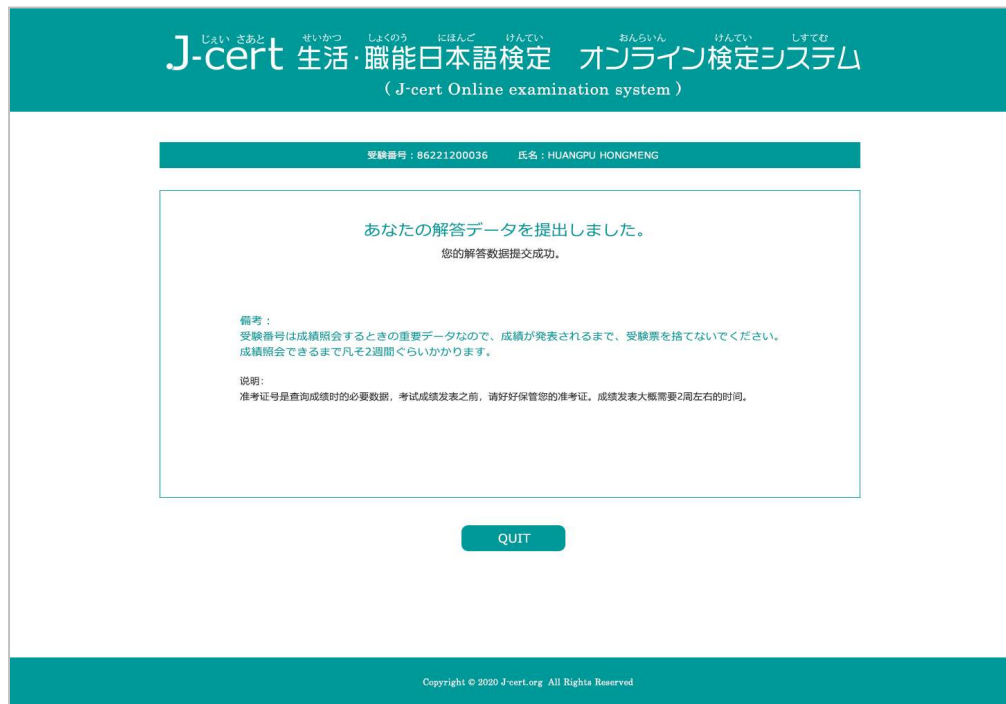 じぇい さあと せいかつ しょくのう にほんご けんてい おんらいん けんてい しすてむ
J-cert 生活・職能日本語検定 オンライン検定システム
( J-cert Online examination system )
受験番号：86221200036 氏名：HUANGPU HONGMENG
あなたの解答データを提出しました。
您的解答数据提交成功。
備考：
受験番号は成績照会するときの重要データなので、成績が発表されるまで、受験票を捨てないでください。
成績照会できるまで凡そ2週間ぐらいかかります。
说明：
准考证号是查询成绩时的必要数据，考试成绩发表之前，请好好保管您的准考证。成绩发表大概需要2周左右的时间。
QUIT
Copyright © 2020 J-cert.org All Rights Reserved